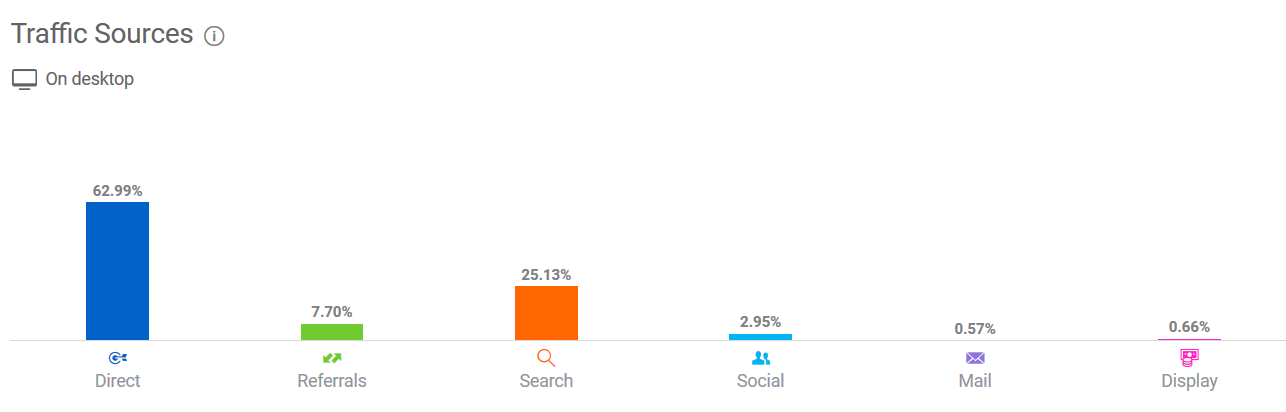 Traffic Sources
On desktop
62.99%
7.70%
25.13%
2.95%
0.57%
0.66%
Direct
Referrals
Search
Social
Mail
Display